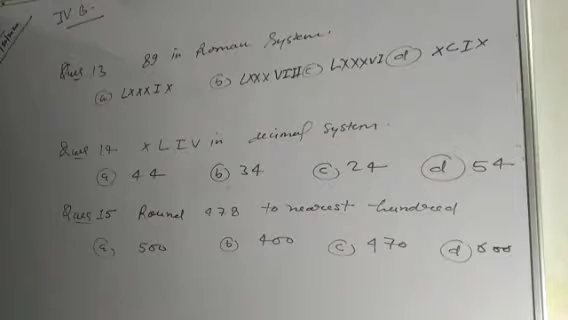 IV B.
Ques 13 89 in Roman System.
(a) LXXXIX (b) LXXXVIII (c) LXXXVI (d) XCIX
Ques 14 XLIV in decimal system.
(a) 44 (b) 34 (c) 24 (d) 54
Ques 15 Round 478 to nearest hundred
(a) 500 (b) 400 (c) 470 (d) 600